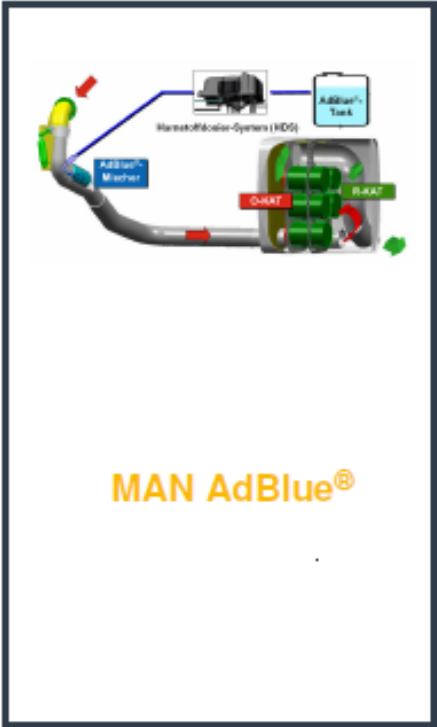 AdBlue®-
Tank
Harnstoffdosier-System (HDS)
AdBlue®-
Mischer
R-KAT
O-KAT
MAN AdBlue®
.